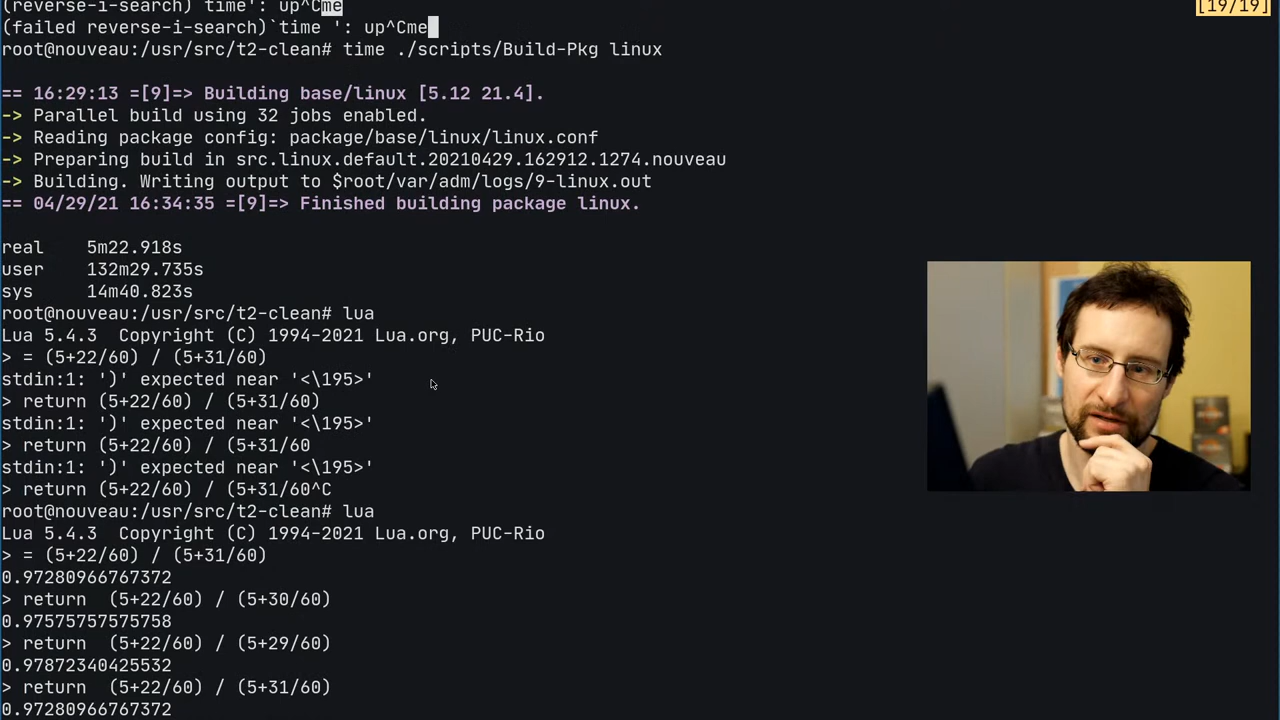 (reverse-i-search) time': up^Cme
[19/19]
(failed reverse-i-search)`time ': up^Cme
root@nouveau:/usr/src/t2-clean# time ./scripts/Build-Pkg linux
== 16:29:13 =[9]=> Building base/linux [5.12 21.4].
-> Parallel build using 32 jobs enabled.
-> Reading package config: package/base/linux/linux.conf
-> Preparing build in src.linux.default.20210429.162912.1274.nouveau
-> Building. Writing output to $root/var/adm/logs/9-linux.out
== 04/29/21 16:34:35 =[9]=> Finished building package linux.
real    5m22.918s
user    132m29.735s
sys     14m40.823s
root@nouveau:/usr/src/t2-clean# lua
Lua 5.4.3  Copyright (C) 1994-2021 Lua.org, PUC-Rio
> = (5+22/60) / (5+31/60)
stdin:1: ')' expected near '<\195>'
> return (5+22/60) / (5+31/60)
stdin:1: ')' expected near '<\195>'
> return (5+22/60) / (5+31/60
stdin:1: ')' expected near '<\195>'
> return (5+22/60) / (5+31/60^C
root@nouveau:/usr/src/t2-clean# lua
Lua 5.4.3  Copyright (C) 1994-2021 Lua.org, PUC-Rio
> = (5+22/60) / (5+31/60)
0.97280966767372
> return  (5+22/60) / (5+30/60)
0.97575757575758
> return  (5+22/60) / (5+29/60)
0.97872340425532
> return  (5+22/60) / (5+31/60)
0.97280966767372